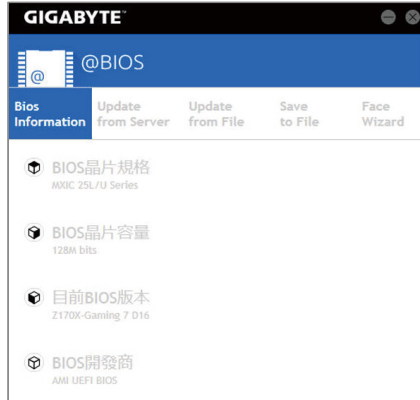 GIGABYTE™
@BIOS
Bios Information
Update from Server
Update from File
Save to File
Face Wizard
BIOS晶片規格
MXIC 25L/U Series
BIOS晶片容量
128M bits
目前BIOS版本
Z170X-Gaming 7 D16
BIOS開發商
AMI UEFI BIOS